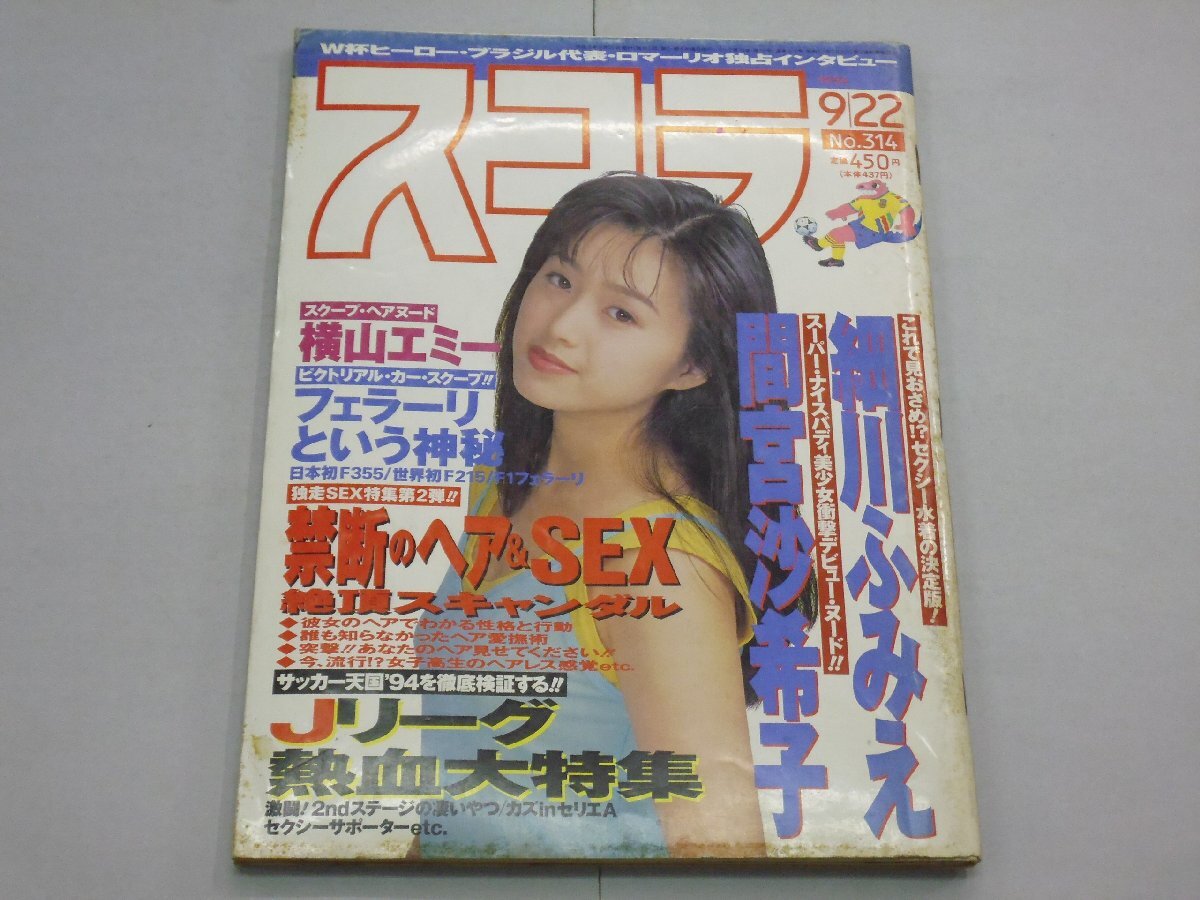 W杯ヒーロー・ブラジル代表・ロマーリオ独占インタビュー
スコラ
9/22
No.314
定価450円
(本体437円)
スクープ・ヘアヌード
横山エミー
ピクトリアル・カー・スクープ!!
フェラーリ
という神秘
日本初F355/世界初F215/F1フェラーリ
独走SEX特集第2弾!!
禁断のヘア&SEX
絶頂スキャンダル
◆彼女のヘアでわかる性格と行動
◆誰も知らなかったヘア愛撫術
◆突撃!!あなたのヘア見せてください!!
◆今、流行!?女子高生のヘアレス感覚etc.
サッカー天国'94を徹底検証する!!
Jリーグ
熱血大特集
激闘!2ndステージの凄いやつ/カズinセリエA
セクシーサポーターetc.
これで見おさめ!?セクシー水着の決定版!
細川ふみえ
スーパー・ナイスバディ美少女衝撃デビュー・ヌード!!
間宮沙希子